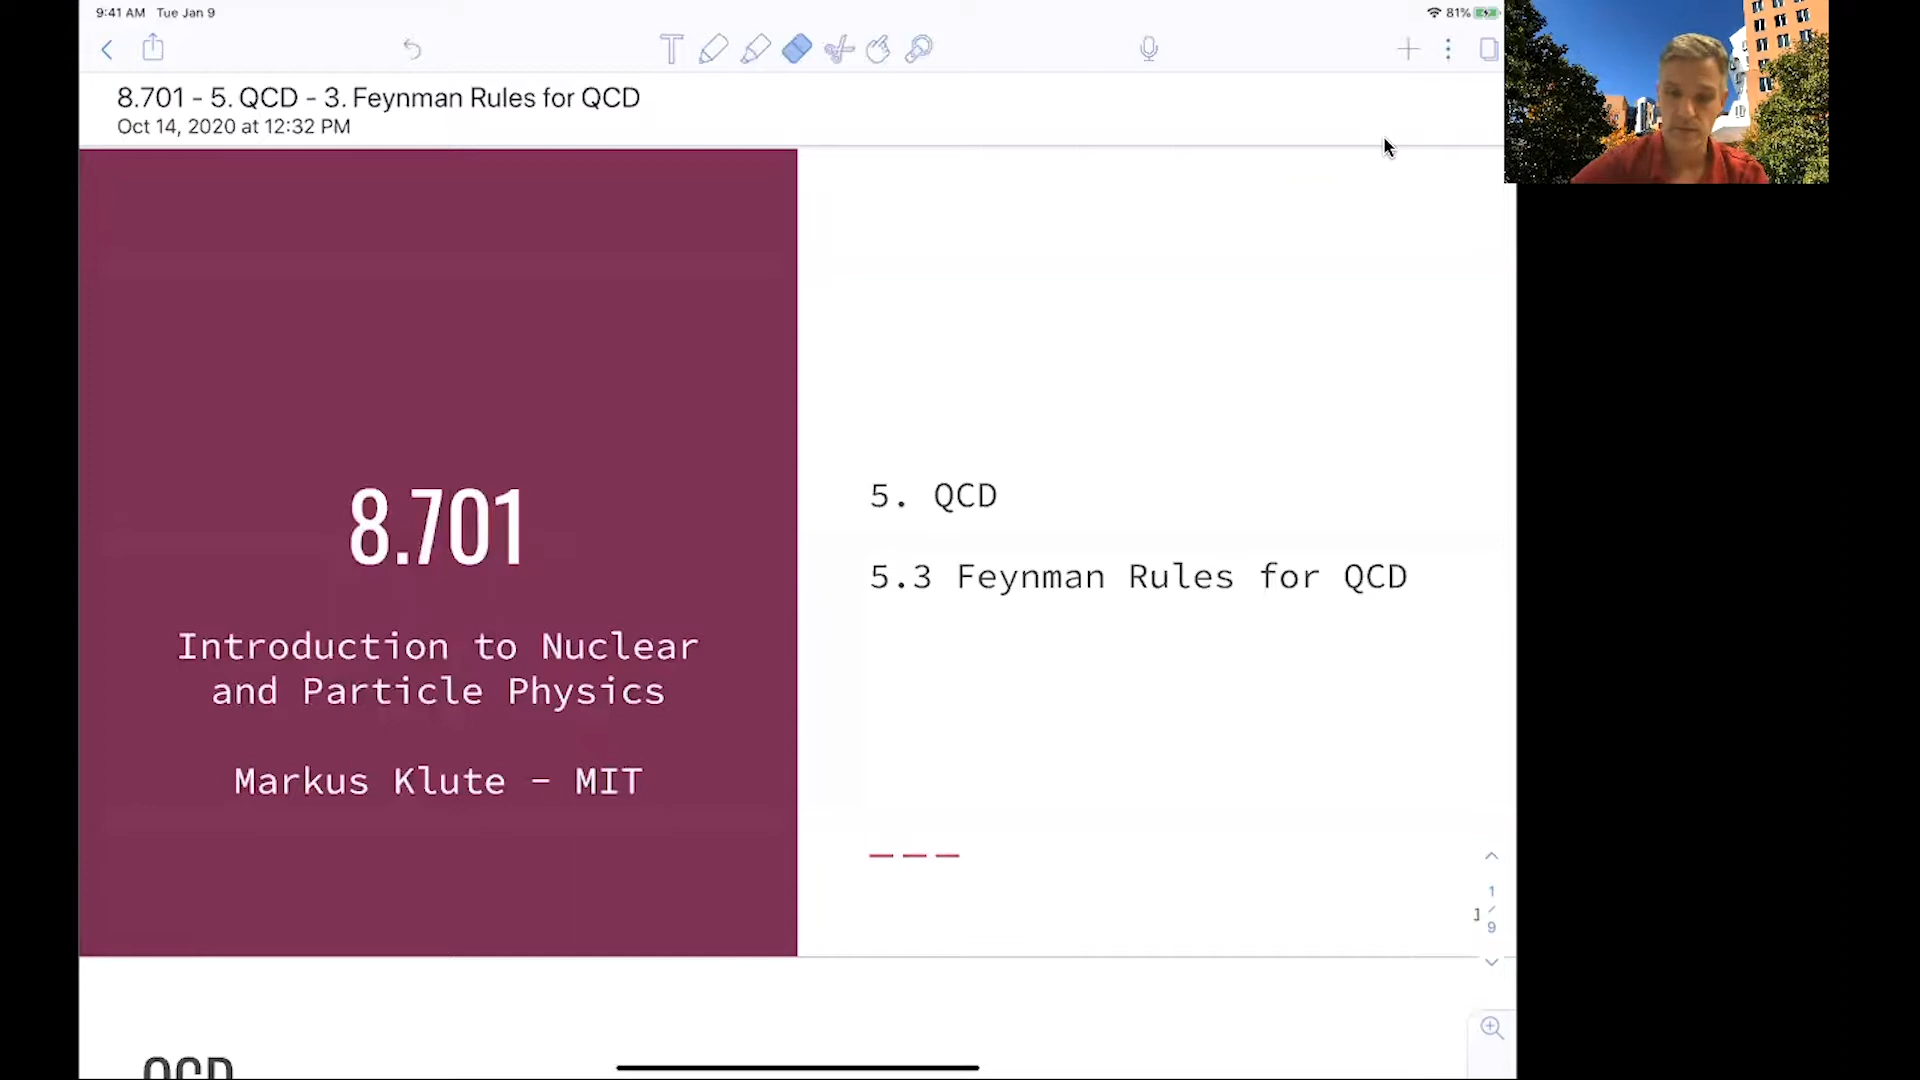 9:41 AM Tue Jan 9
81%
8.701 - 5. QCD - 3. Feynman Rules for QCD
Oct 14, 2020 at 12:32 PM
8.701
Introduction to Nuclear
and Particle Physics
Markus Klute - MIT
5. QCD
5.3 Feynman Rules for QCD
1
1 /
9
QCD